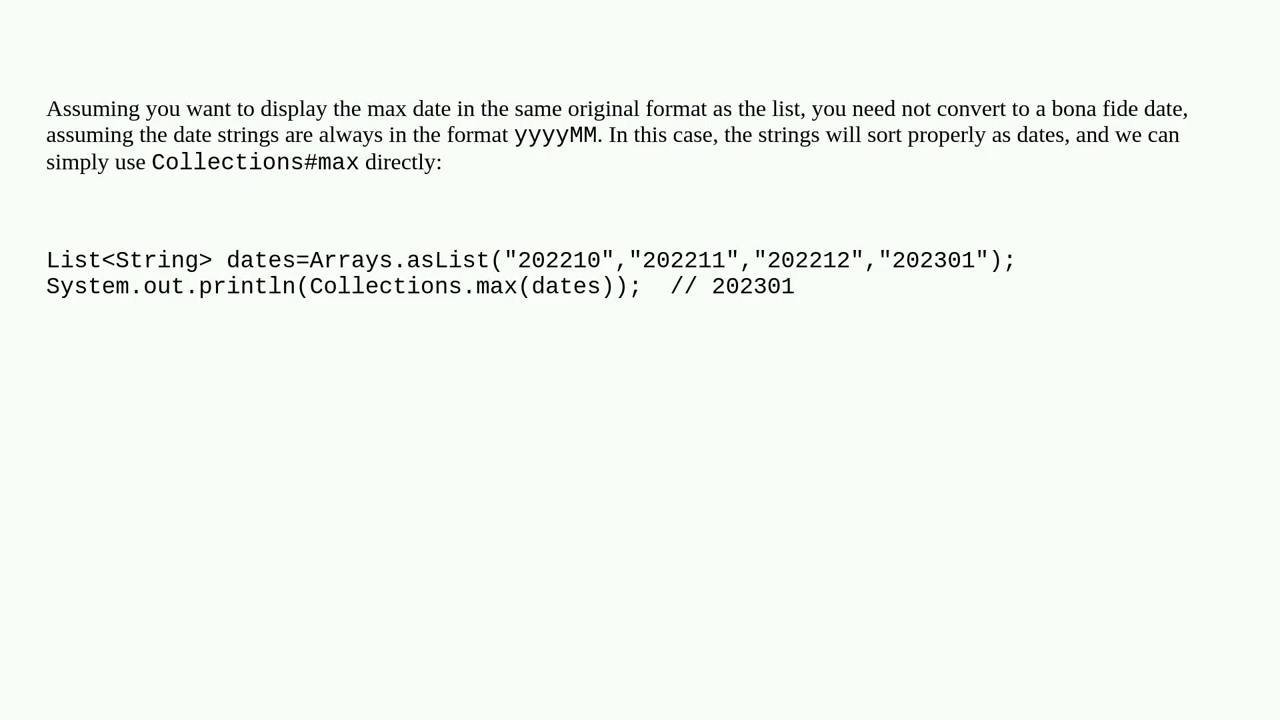 Assuming you want to display the max date in the same original format as the list, you need not convert to a bona fide date,
assuming the date strings are always in the format yyyyMM. In this case, the strings will sort properly as dates, and we can
simply use Collections#max directly:
List<String> dates=Arrays.asList("202210","202211","202212","202301");
System.out.println(Collections.max(dates));  // 202301